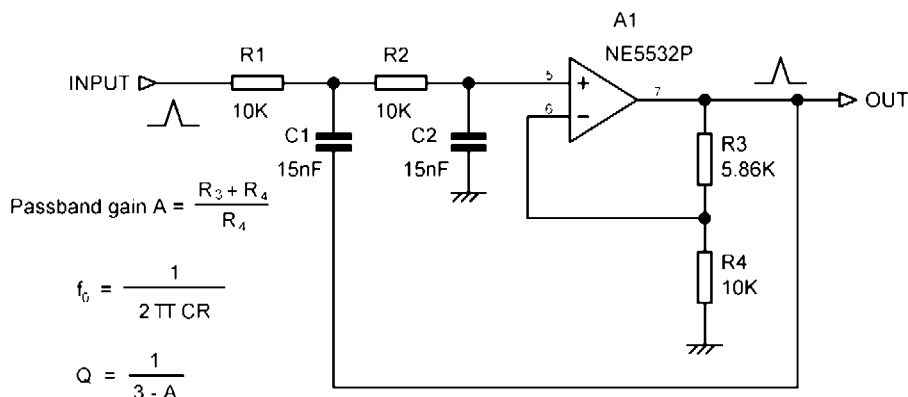 A1
NE5532P
R1
R2
INPUT
10K
10K
5
+
6
−
7
OUT
C1
15nF
C2
15nF
R3
5.86K
Passband gain A = R3 + R4
R4
R4
10K
f0 = 1
2 π CR
Q = 1
3 - A